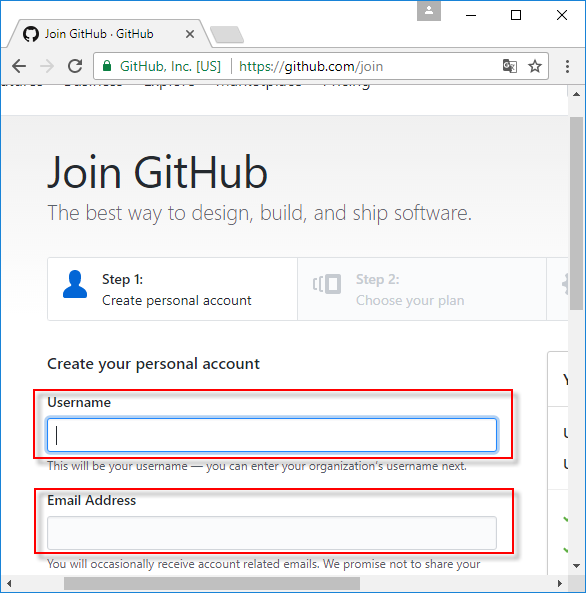 Join GitHub · GitHub
GitHub, Inc. [US] https://github.com/join
Join GitHub
The best way to design, build, and ship software.
Step 1:
Create personal account
Step 2:
Choose your plan
Create your personal account
Username
This will be your username — you can enter your organization's username next.
Email Address
You will occasionally receive account related emails. We promise not to share your